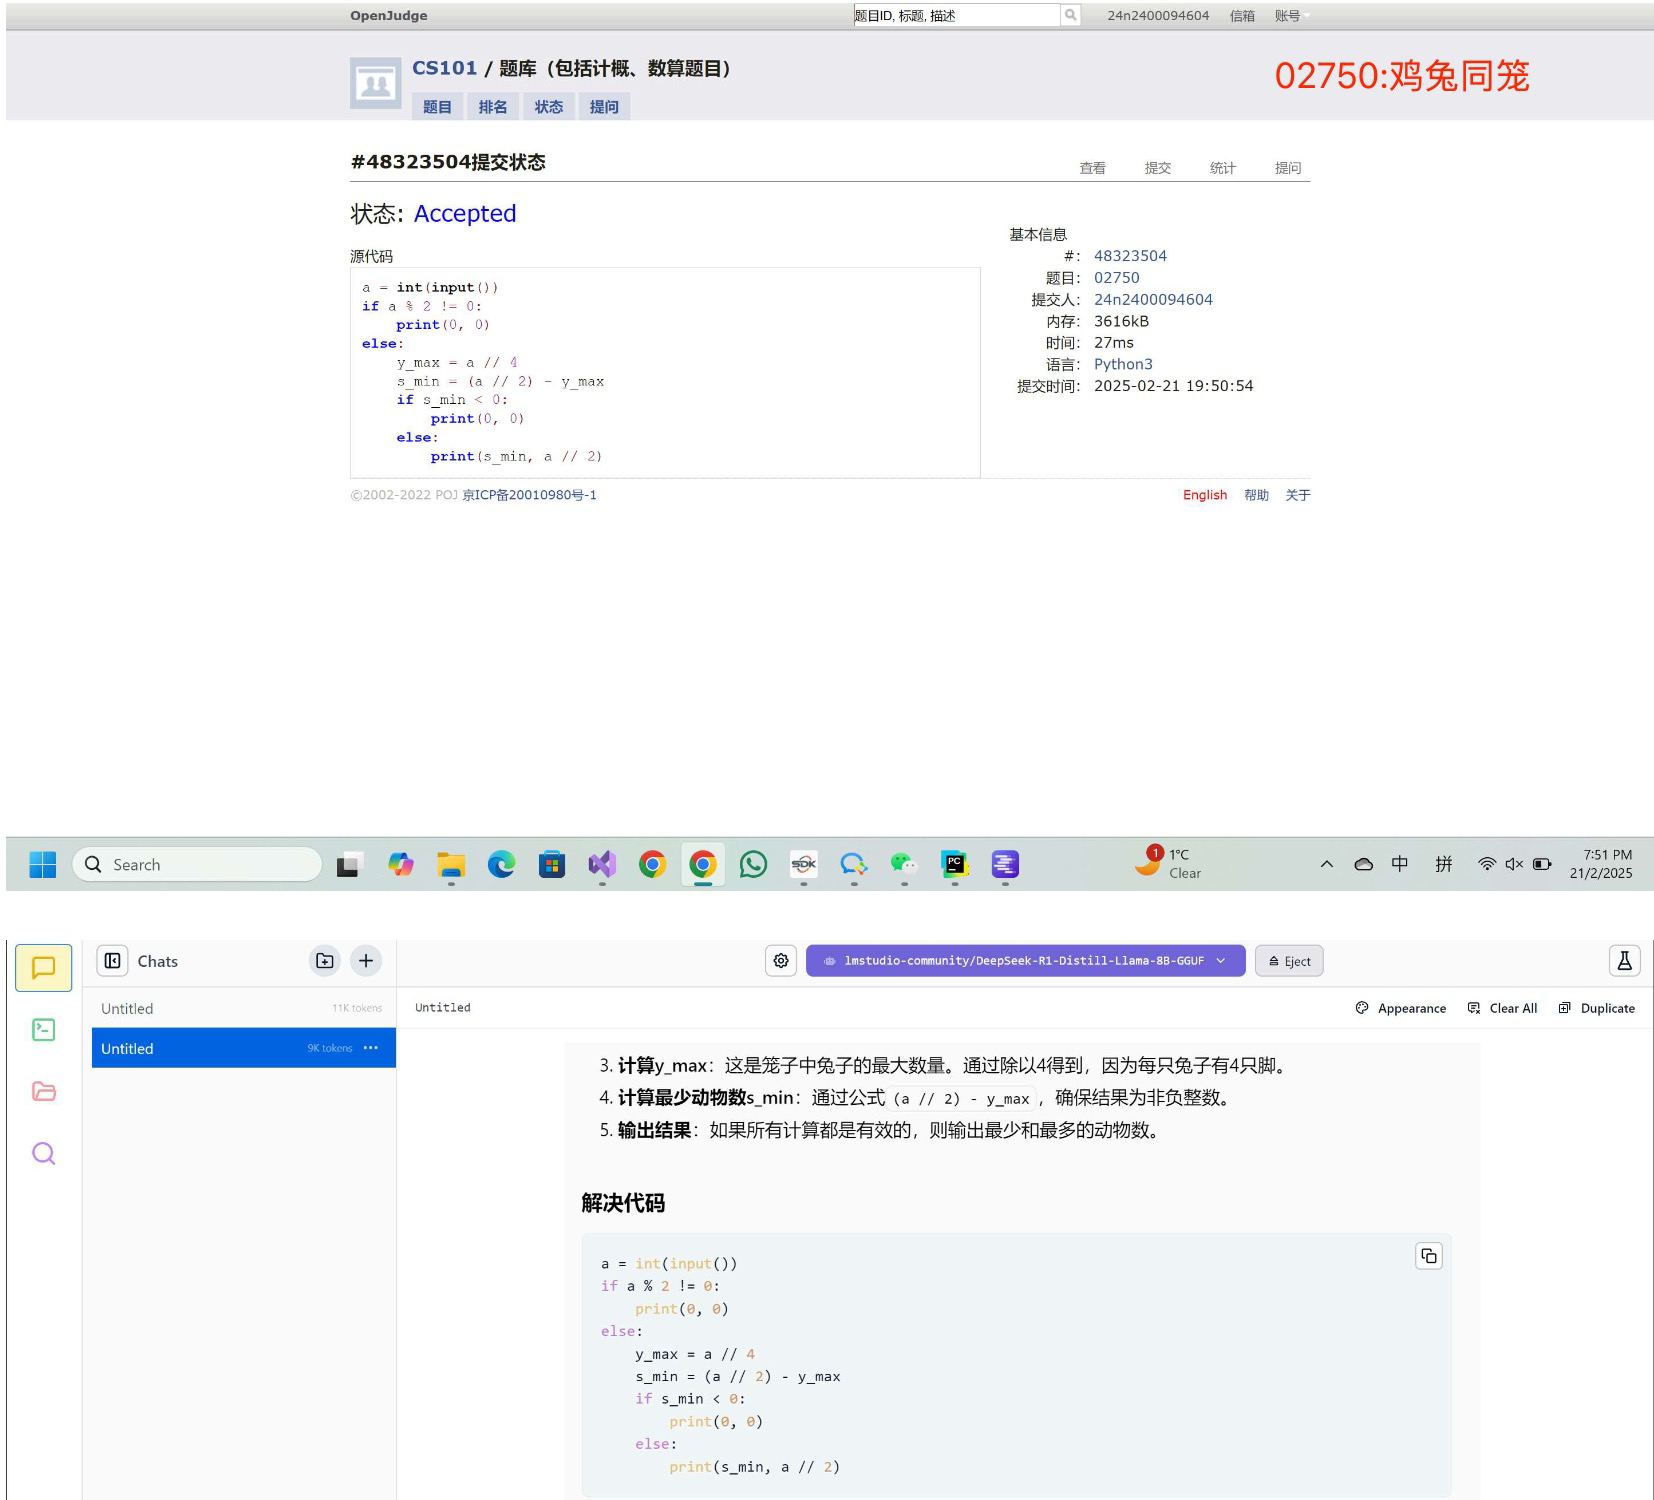 OpenJudge
题目ID, 标题, 描述
24n2400094604 信箱 账号
CS101 / 题库（包括计概、数算题目）
02750:鸡兔同笼
题目 排名 状态 提问
#48323504提交状态
查看 提交 统计 提问
状态: Accepted
源代码
a = int(input())
if a % 2 != 0:
    print(0, 0)
else:
    y_max = a // 4
    s_min = (a // 2) - y_max
    if s_min < 0:
        print(0, 0)
    else:
        print(s_min, a // 2)
基本信息
#: 48323504
题目: 02750
提交人: 24n2400094604
内存: 3616kB
时间: 27ms
语言: Python3
提交时间: 2025-02-21 19:50:54
©2002-2022 POJ 京ICP备20010980号-1
English 帮助 关于
Search
SDK
PC
1
1°C
Clear
中
拼
7:51 PM
21/2/2025
Chats
lmstudio-community/DeepSeek-R1-Distill-Llama-8B-GGUF
Eject
Untitled 11K tokens
Untitled
Appearance Clear All Duplicate
Untitled 9K tokens
3. 计算y_max：这是笼子中兔子的最大数量。通过除以4得到，因为每只兔子有4只脚。
4. 计算最少动物数s_min：通过公式 (a // 2) - y_max ，确保结果为非负整数。
5. 输出结果：如果所有计算都是有效的，则输出最少和最多的动物数。
解决代码
a = int(input())
if a % 2 != 0:
    print(0, 0)
else:
    y_max = a // 4
    s_min = (a // 2) - y_max
    if s_min < 0:
        print(0, 0)
    else:
        print(s_min, a // 2)